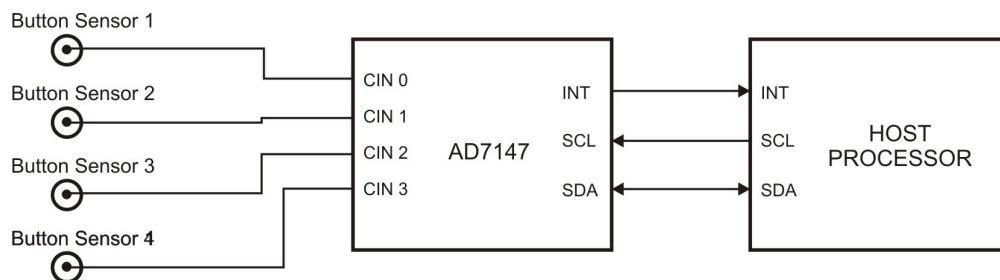 Button Sensor 1
Button Sensor 2
Button Sensor 3
Button Sensor 4
CIN 0
CIN 1
CIN 2
CIN 3
AD7147
INT
SCL
SDA
INT
SCL
SDA
HOST
PROCESSOR